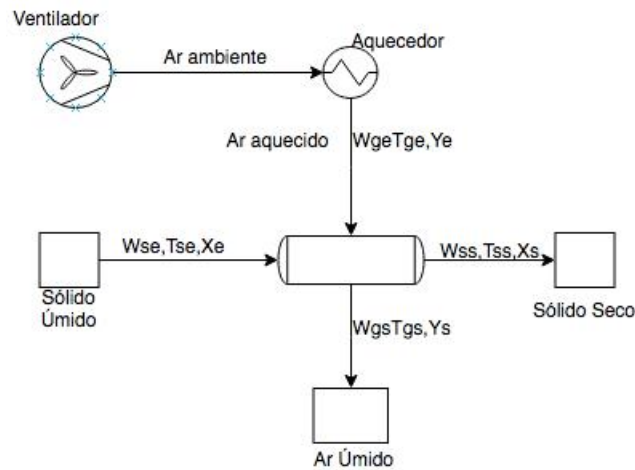 Ventilador
Ar ambiente
Aquecedor
Ar aquecido
WgeTge,Ye
Wse,Tse,Xe
Wss,Tss,Xs
Sólido
Úmido
Sólido Seco
WgsTgs,Ys
Ar Úmido